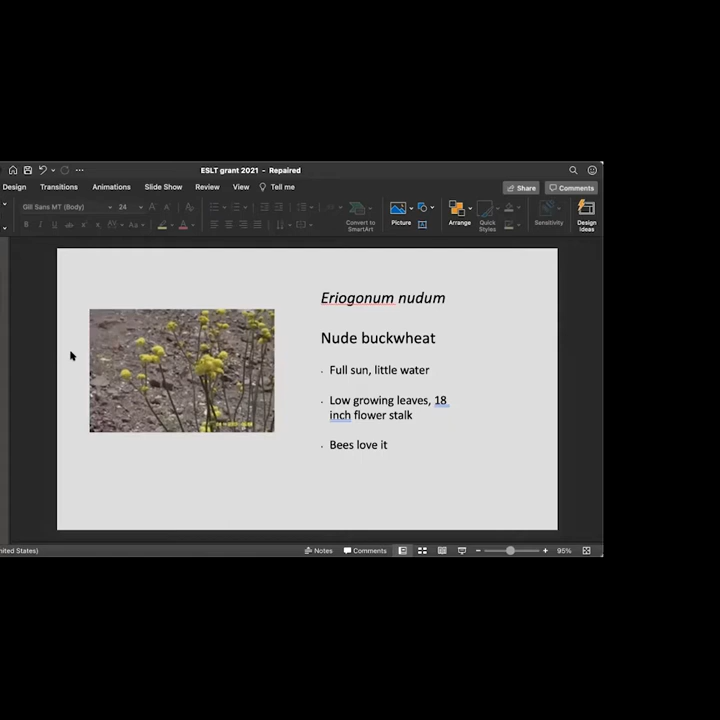 ESLT grant 2021 – Repaired
Design Transitions Animations Slide Show Review View Tell me
Share Comments
Gill Sans MT (Body) 24
Convert to SmartArt
Picture
Arrange
Quick Styles
Sensitivity
Design Ideas
Eriogonum nudum
Nude buckwheat
Full sun, little water
Low growing leaves, 18
inch flower stalk
Bees love it
nited States)
Notes Comments 95%